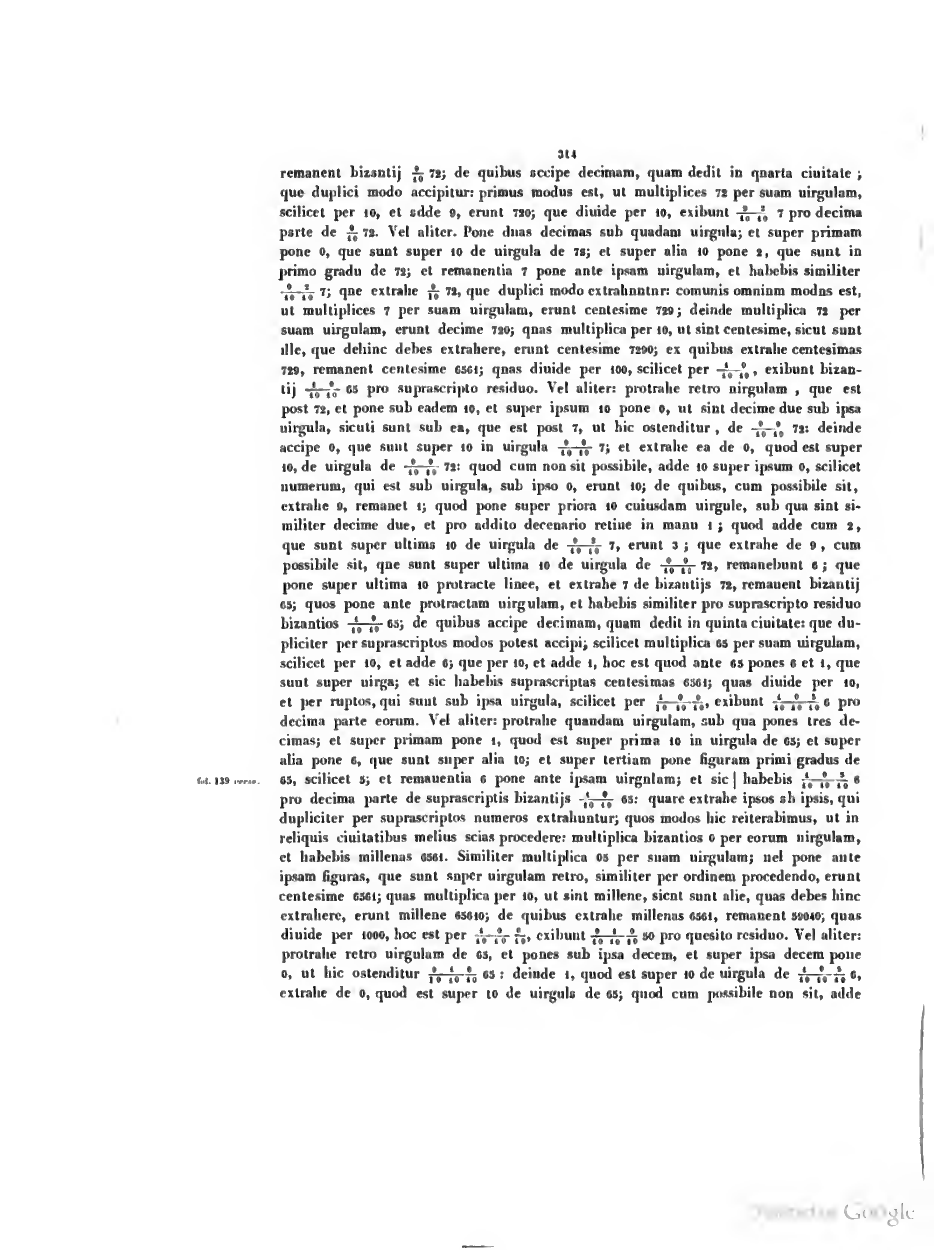 314
remanent bizantij 9/10 72; de quibus accipe decimam, quam dedit in quarta ciuitate ;
que duplici modo accipitur: primus modus est, ut multiplices 72 per suam uirgulam,
scilicet per 10, et adde 9, erunt 729; que diuide per 10, exibunt 9/10 2/10 7 pro decima
parte de 9/10 72. Vel aliter. Pone duas decimas sub quadam uirgula; et super primam
pone 9, que sunt super 10 de uirgula de 72; et super alia 10 pone 2, que sunt in
primo gradu de 72; et remanentia 7 pone ante ipsam uirgulam, et habebis similiter
9/10 2/10 7; que extrahe 9/10 72, que duplici modo extrahuntur: comunis omnium modus est,
ut multiplices 7 per suam uirgulam, erunt centesime 729; deinde multiplica 72 per
suam uirgulam, erunt decime 729; quas multiplica per 10, ut sint centesime, sicut sunt
ille, que dehinc debes extrahere, erunt centesime 7290; ex quibus extrahe centesimas
729, remanent centesime 6561; quas diuide per 100, scilicet per 1/10 0/10, exibunt bizan-
tij 1/10 6/10 65 pro suprascripto residuo. Vel aliter: protrahe retro uirgulam , que est
post 72, et pone sub eadem 10, et super ipsum 10 pone 0, ut sint decime due sub ipsa
uirgula, sicuti sunt sub ea, que est post 7, ut hic ostenditur , de 0/10 9/10 72: deinde
accipe 9, que sunt super 10 in uirgula 9/10 2/10 7; et extrahe ea de 0, quod est super
10, de uirgula de 0/10 9/10 72: quod cum non sit possibile, adde 10 super ipsum 0, scilicet
numerum, qui est sub uirgula, sub ipso 0, erunt 10; de quibus, cum possibile sit,
extrahe 9, remanet 1; quod pone super priora 10 cuiusdam uirgule, sub qua sint si-
militer decime due, et pro addito decenario retine in manu 1 ; quod adde cum 2 ,
que sunt super ultima 10 de uirgula de 9/10 2/10 7, erunt 3 ; que extrahe de 9 , cum
possibile sit, que sunt super ultima 10 de uirgula de 0/10 9/10 72, remanebunt 6 ; que
pone super ultima 10 protracte linee, et extrahe 7 de bizantijs 72, remanent bizantij
65; quos pone ante protractam uirgulam, et habebis similiter pro suprascripto residuo
bizantios 1/10 6/10 65; de quibus accipe decimam, quam dedit in quinta ciuitate: que du-
pliciter per suprascriptos modos potest accipi; scilicet multiplica 65 per suam uirgulam,
scilicet per 10, et adde 6; que per 10, et adde 1, hoc est quod ante 65 pones 6 et 1, que
sunt super uirga; et sic habebis suprascriptas centesimas 6561; quas diuide per 10,
et per ruptos, qui sunt sub ipsa uirgula, scilicet per 1/10 0/10 0/10, exibunt 1/10 6/10 5/10 6 pro
decima parte eorum. Vel aliter: protrahe quandam uirgulam, sub qua pones tres de-
cimas; et super primam pone 1, quod est super prima 10 in uirgula de 65; et super
alia pone 6, que sunt super alia 10; et super tertiam pone figuram primi gradus de
fol. 139 verso. 65, scilicet 5; et remanentia 6 pone ante ipsam uirgulam; et sic | habebis 1/10 6/10 5/10 6
pro decima parte de suprascriptis bizantijs 1/10 6/10 65: quare extrahe ipsos ab ipsis, qui
dupliciter per suprascriptos numeros extrahuntur; quos modos hic reiterabimus, ut in
reliquis ciuitatibus melius scias procedere: multiplica bizantios 6 per eorum uirgulam,
et habebis millenas 6561. Similiter multiplica 65 per suam uirgulam; uel pone ante
ipsam figuras, que sunt super uirgulam retro, similiter per ordinem procedendo, erunt
centesime 6561; quas multiplica per 10, ut sint millene, sicut sunt alie, quas debes hinc
extrahere, erunt millene 65610; de quibus extrahe millenas 6561, remanent 59049; quas
diuide per 1000, hoc est per 1/10 0/10 0/10, exibunt 9/10 4/10 0/10 59 pro quesito residuo. Vel aliter:
protrahe retro uirgulam de 65, et pones sub ipsa decem, et super ipsa decem pone
0, ut hic ostenditur 0/10 1/10 6/10 65 : deinde 1, quod est super 10 de uirgula de 1/10 6/10 5/10 6,
extrahe de 0, quod est super 10 de uirgula de 65; quod cum possibile non sit, adde
Google